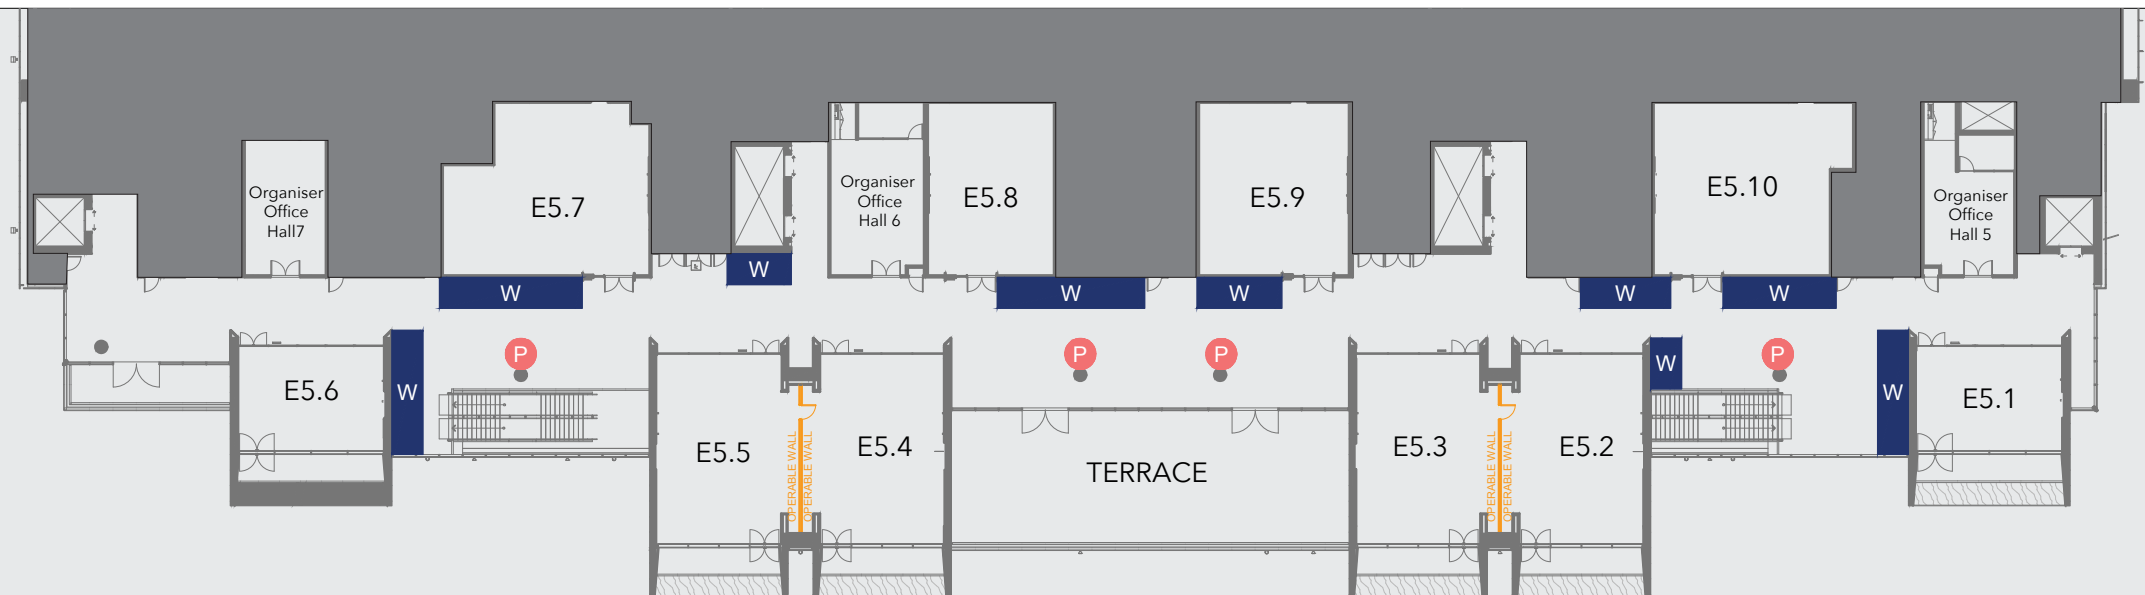 Organiser
Office
Hall7
E5.7
Organiser
Office
Hall 6
E5.8
E5.9
E5.10
Organiser
Office
Hall 5
W
W
W
W
W
W
P
P
P
P
E5.6
W
E5.5
OPERABLE WALL
OPERABLE WALL
E5.4
TERRACE
E5.3
OPERABLE WALL
OPERABLE WALL
E5.2
W
W
E5.1